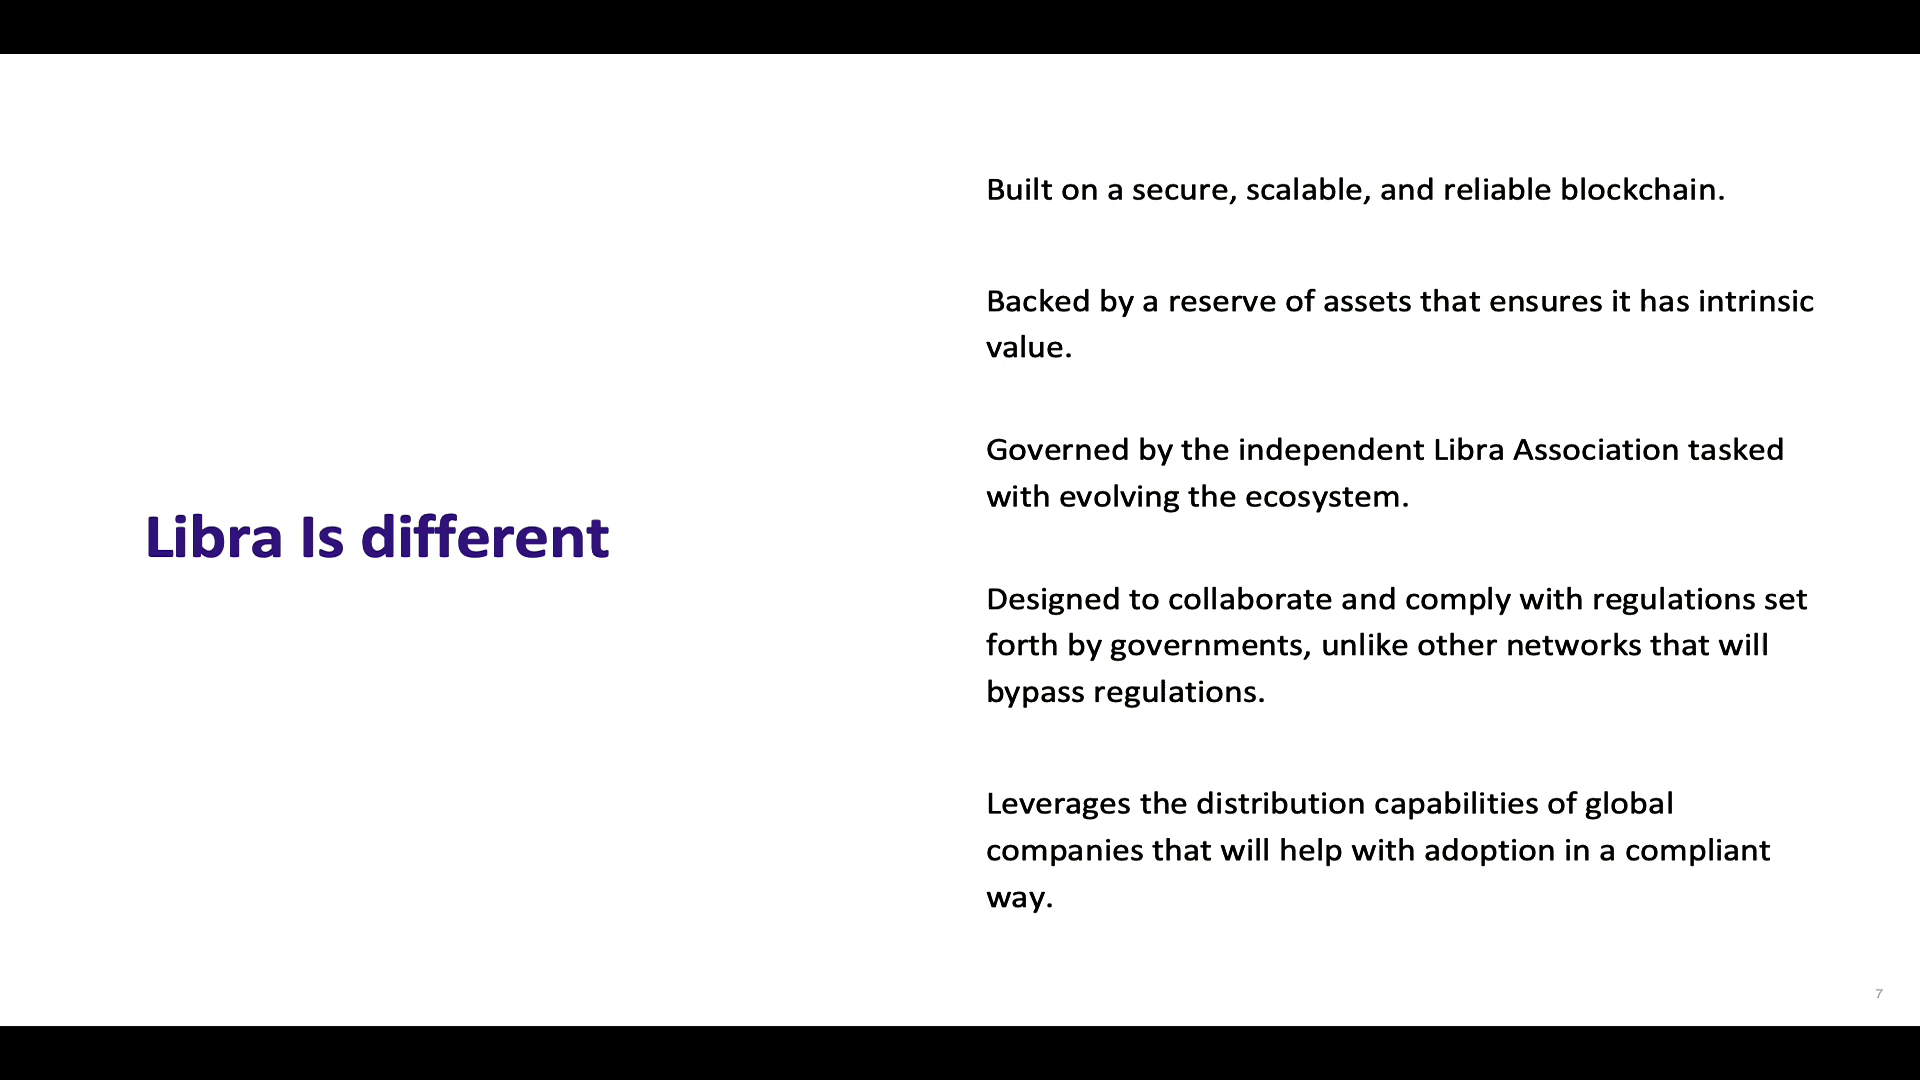 Libra Is different
Built on a secure, scalable, and reliable blockchain.
Backed by a reserve of assets that ensures it has intrinsic
value.
Governed by the independent Libra Association tasked
with evolving the ecosystem.
Designed to collaborate and comply with regulations set
forth by governments, unlike other networks that will
bypass regulations.
Leverages the distribution capabilities of global
companies that will help with adoption in a compliant
way.
7